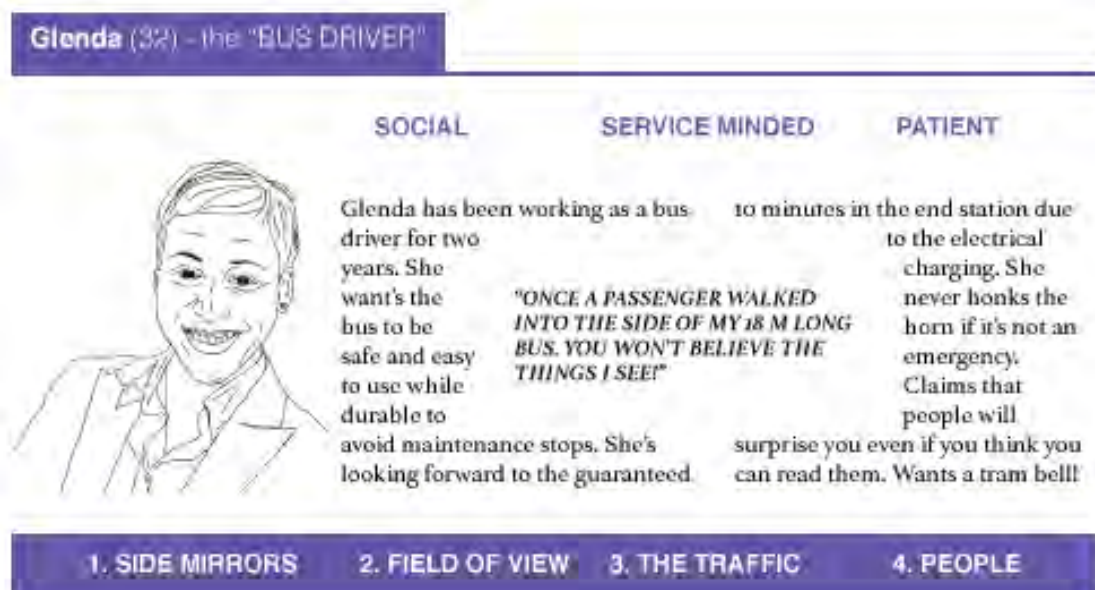 Glenda (32) - the "BUS DRIVER"
SOCIAL
SERVICE MINDED
PATIENT
Glenda has been working as a bus
driver for two
years. She
want's the
bus to be
safe and easy
to use while
durable to
avoid maintenance stops. She's
looking forward to the guaranteed
"ONCE A PASSENGER WALKED
INTO THE SIDE OF MY 18 M LONG
BUS. YOU WON'T BELIEVE THE
THINGS I SEE!"
10 minutes in the end station due
to the electrical
charging. She
never honks the
horn if it's not an
emergency.
Claims that
people will
surprise you even if you think you
can read them. Wants a tram bell!
1. SIDE MIRRORS
2. FIELD OF VIEW
3. THE TRAFFIC
4. PEOPLE